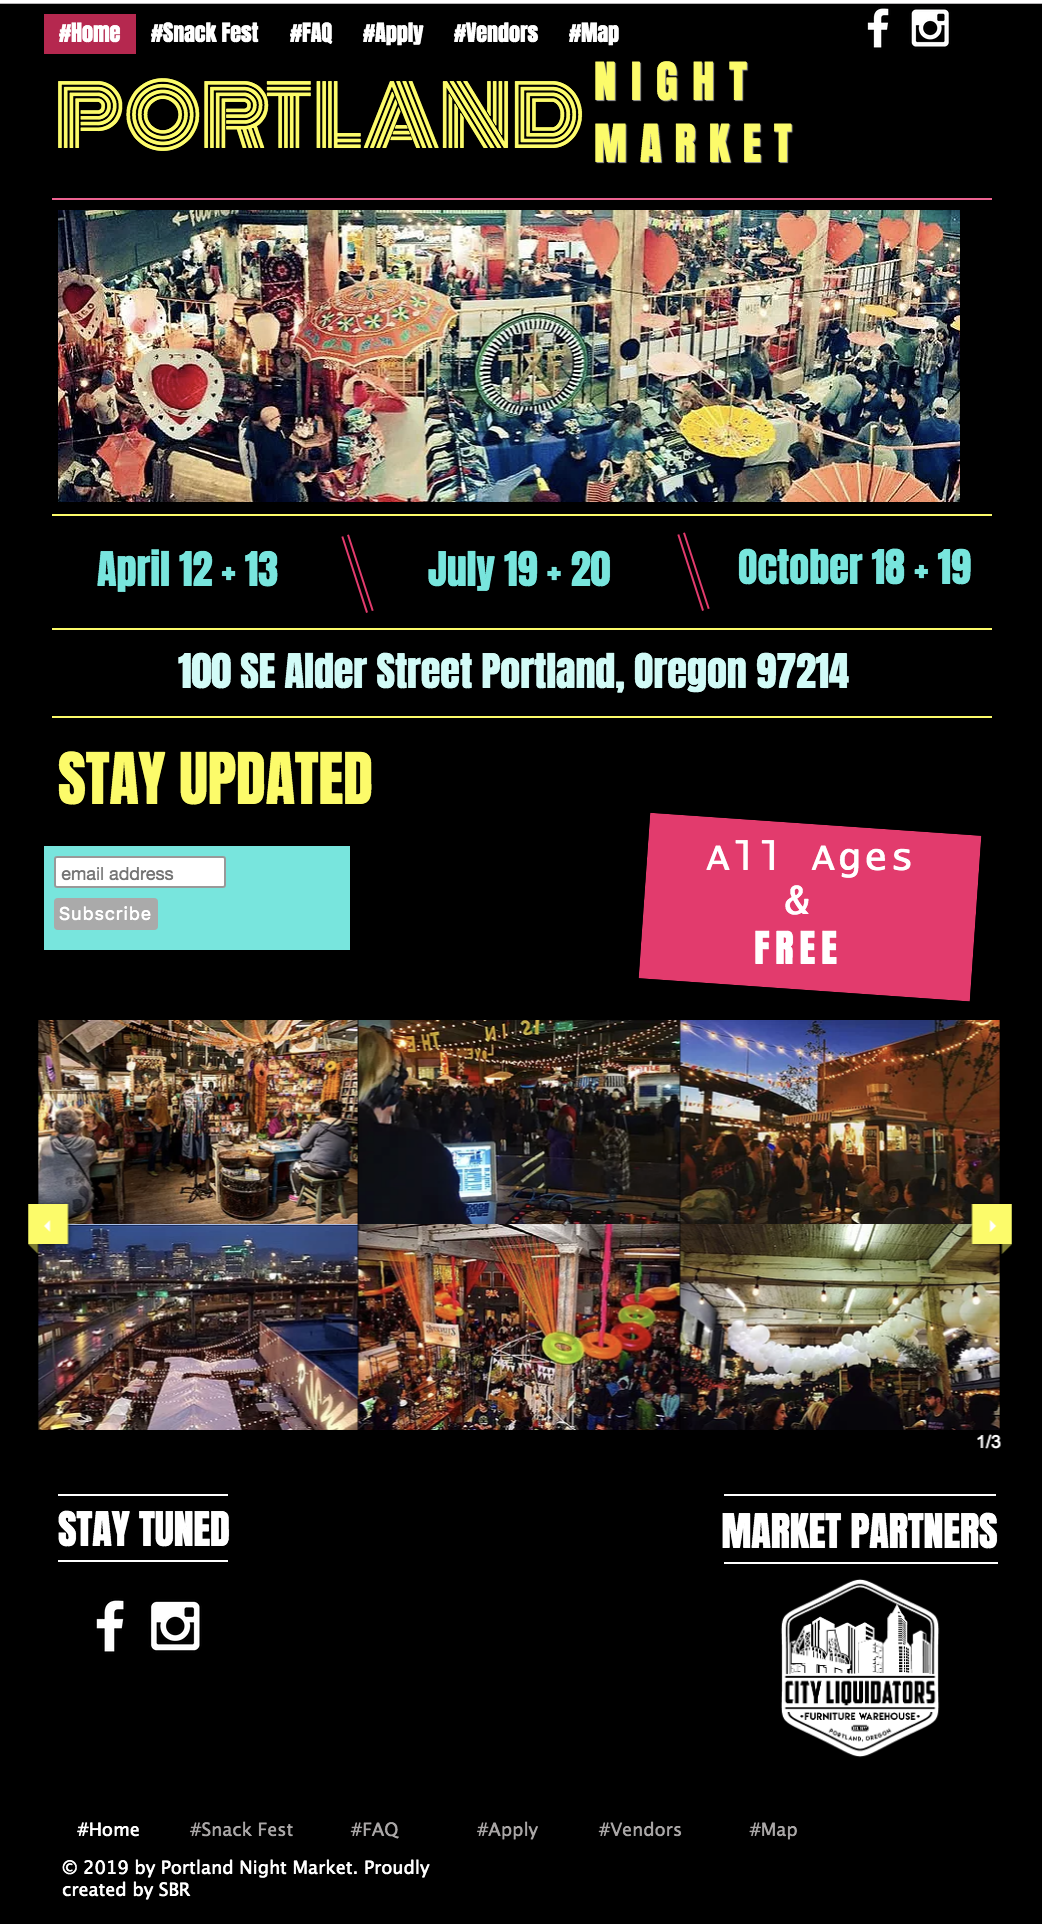 #Home #Snack Fest #FAQ #Apply #Vendors #Map
PORTLAND
NIGHT
MARKET
April 12 + 13
July 19 + 20
October 18 + 19
100 SE Alder Street Portland, Oregon 97214
STAY UPDATED
email address
Subscribe
All Ages
&
FREE
1/3
STAY TUNED
MARKET PARTNERS
CITY LIQUIDATORS
FURNITURE WAREHOUSE
PORTLAND, OREGON
#Home #Snack Fest #FAQ #Apply #Vendors #Map
© 2019 by Portland Night Market. Proudly
created by SBR